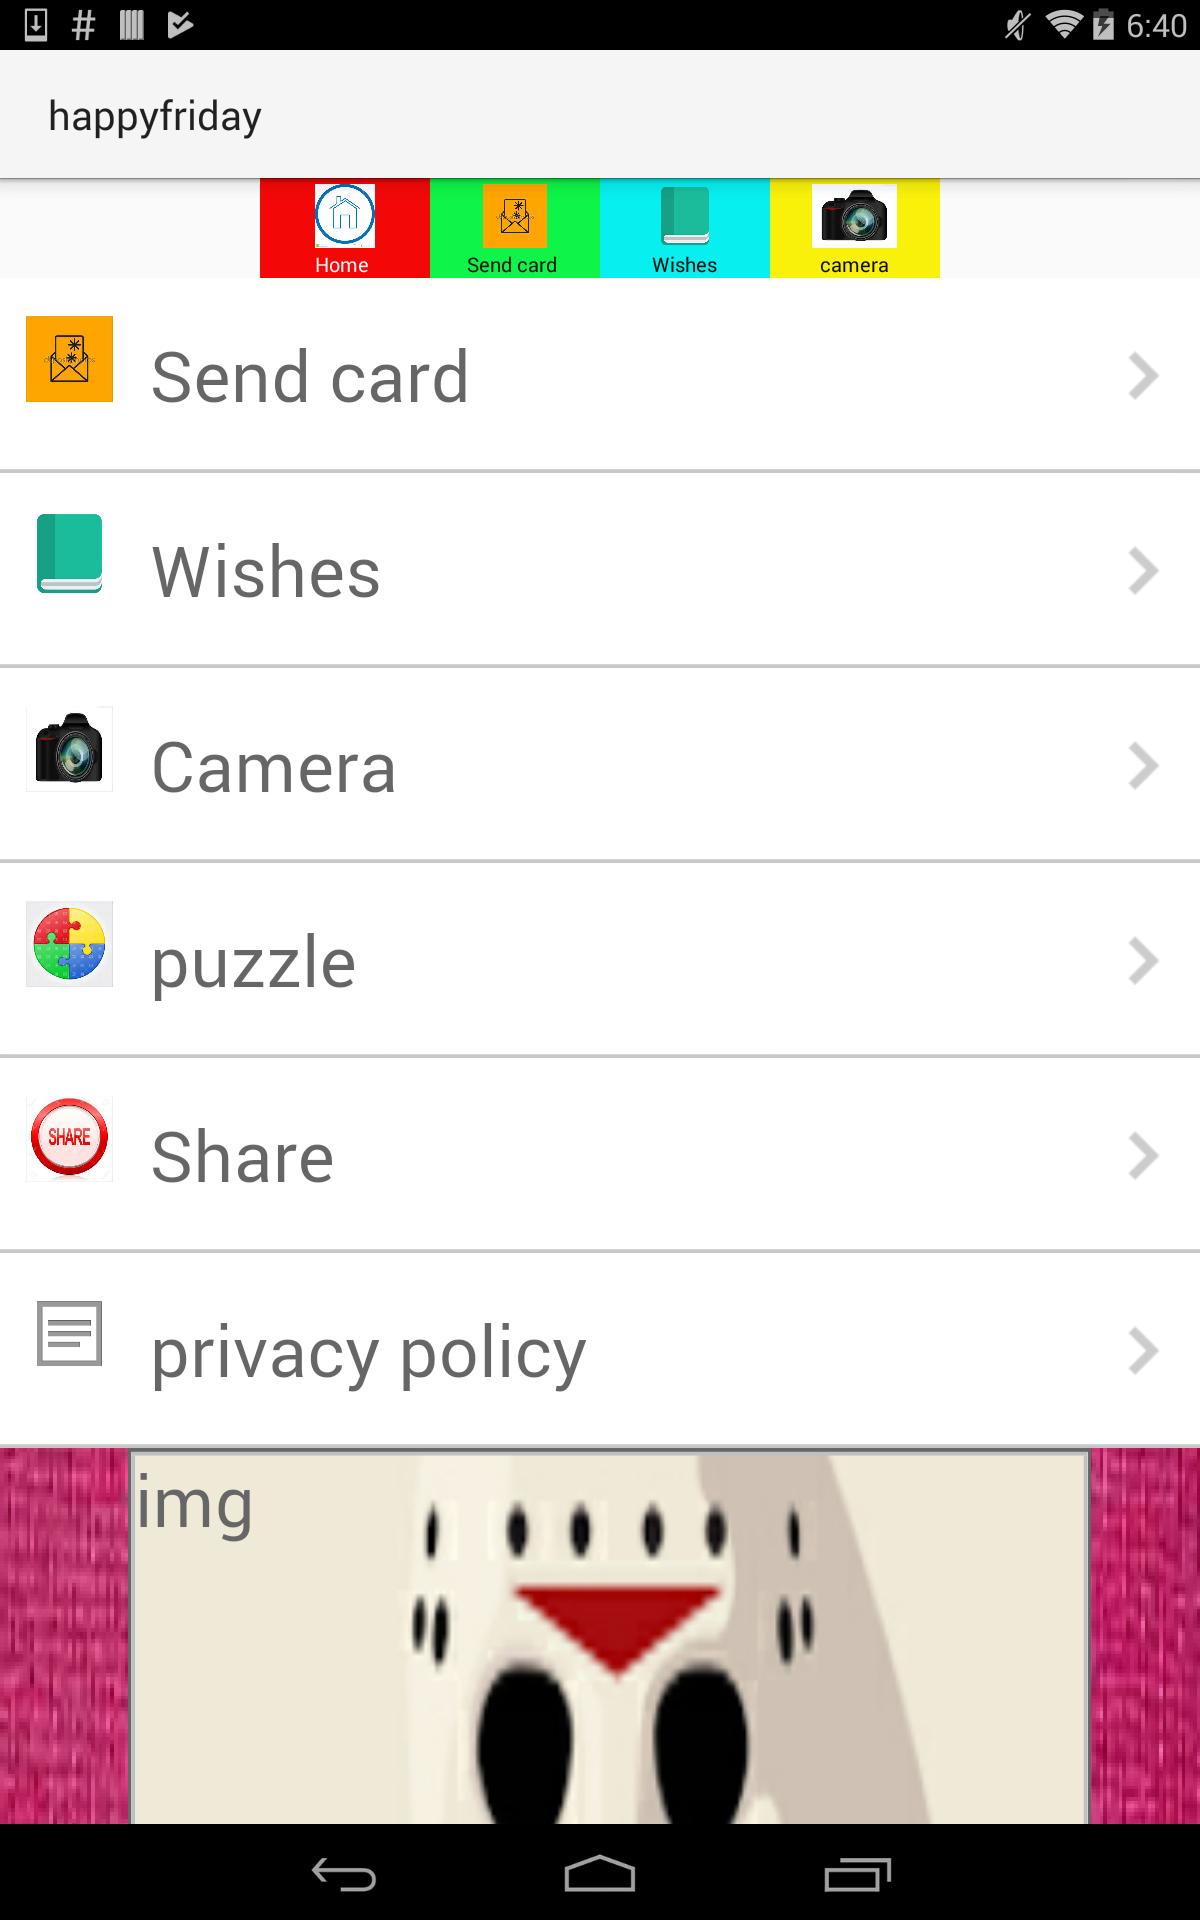 6:40
happyfriday
Home
Send card
Wishes
camera
Send card
Wishes
Camera
puzzle
SHARE
Share
privacy policy
img